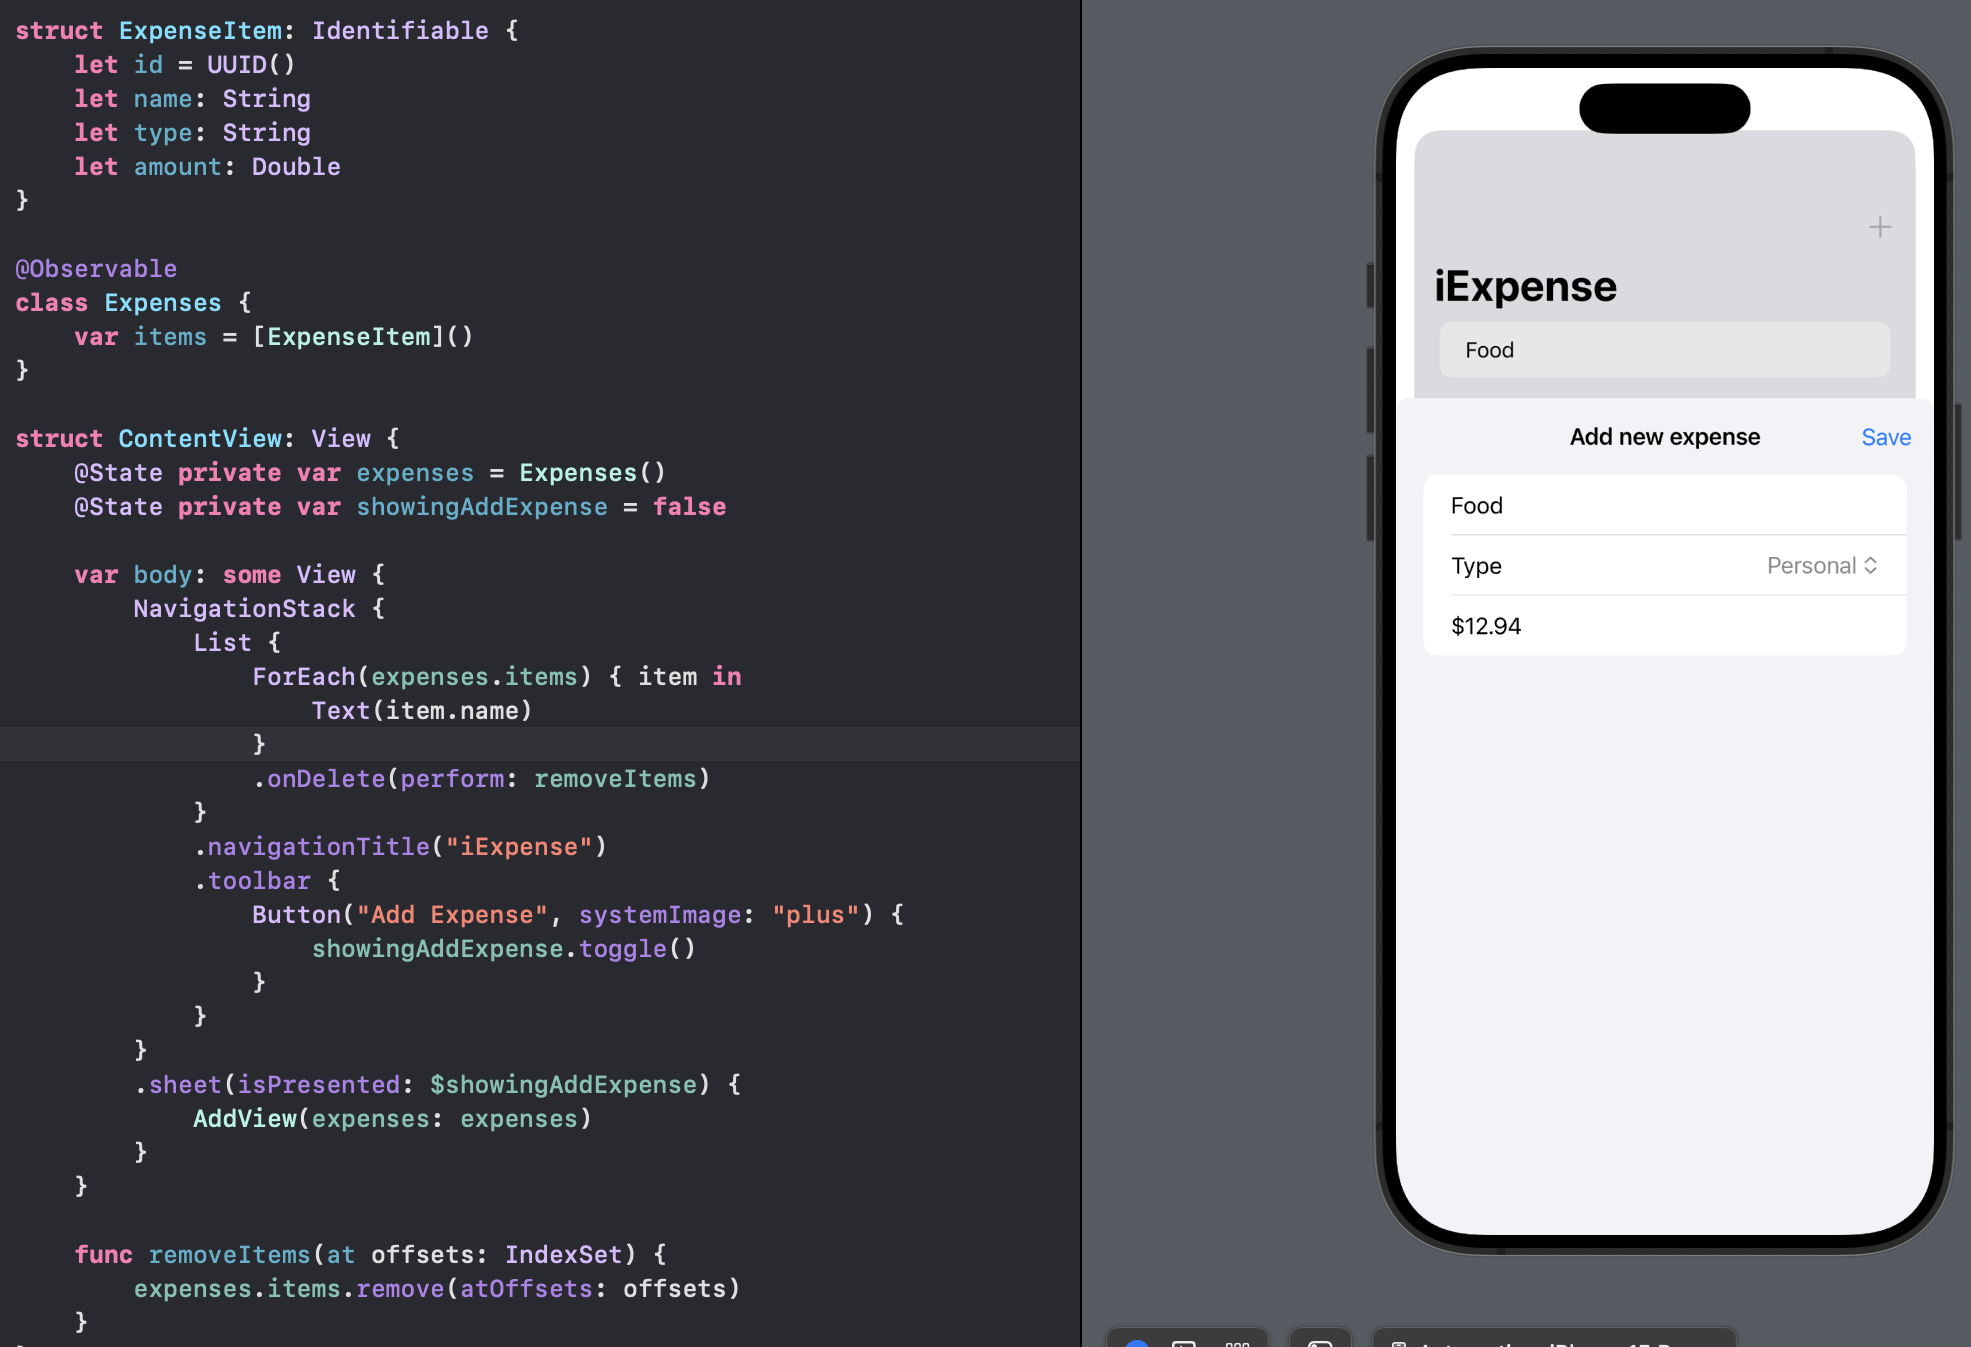 struct ExpenseItem: Identifiable {
    let id = UUID()
    let name: String
    let type: String
    let amount: Double
}

@Observable
class Expenses {
    var items = [ExpenseItem]()
}

struct ContentView: View {
    @State private var expenses = Expenses()
    @State private var showingAddExpense = false

    var body: some View {
        NavigationStack {
            List {
                ForEach(expenses.items) { item in
                    Text(item.name)
                }
                .onDelete(perform: removeItems)
            }
            .navigationTitle("iExpense")
            .toolbar {
                Button("Add Expense", systemImage: "plus") {
                    showingAddExpense.toggle()
                }
            }
        }
        .sheet(isPresented: $showingAddExpense) {
            AddView(expenses: expenses)
        }
    }

    func removeItems(at offsets: IndexSet) {
        expenses.items.remove(atOffsets: offsets)
    }
iExpense
Food
Add new expense
Save
Food
Type
Personal
$12.94